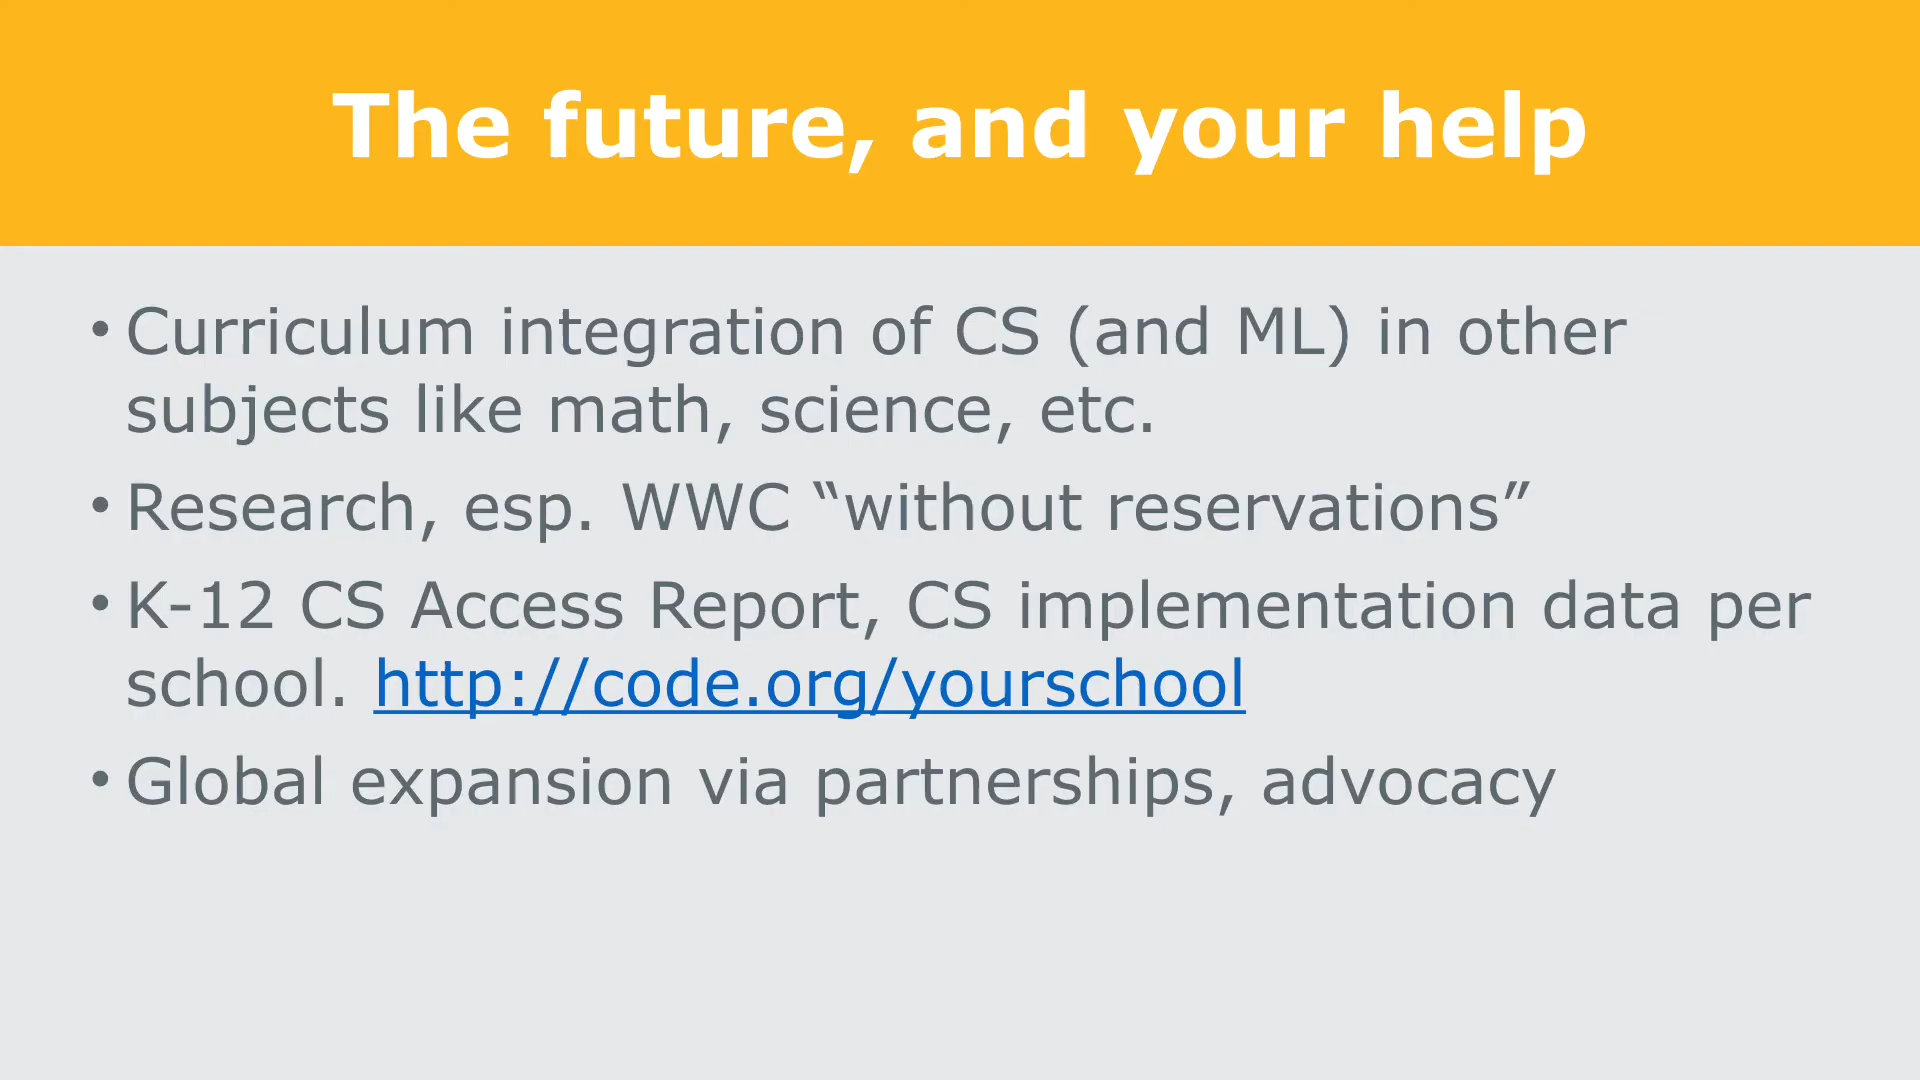 The future, and your help
• Curriculum integration of CS (and ML) in other
subjects like math, science, etc.
• Research, esp. WWC “without reservations”
• K-12 CS Access Report, CS implementation data per
school. http://code.org/yourschool
• Global expansion via partnerships, advocacy